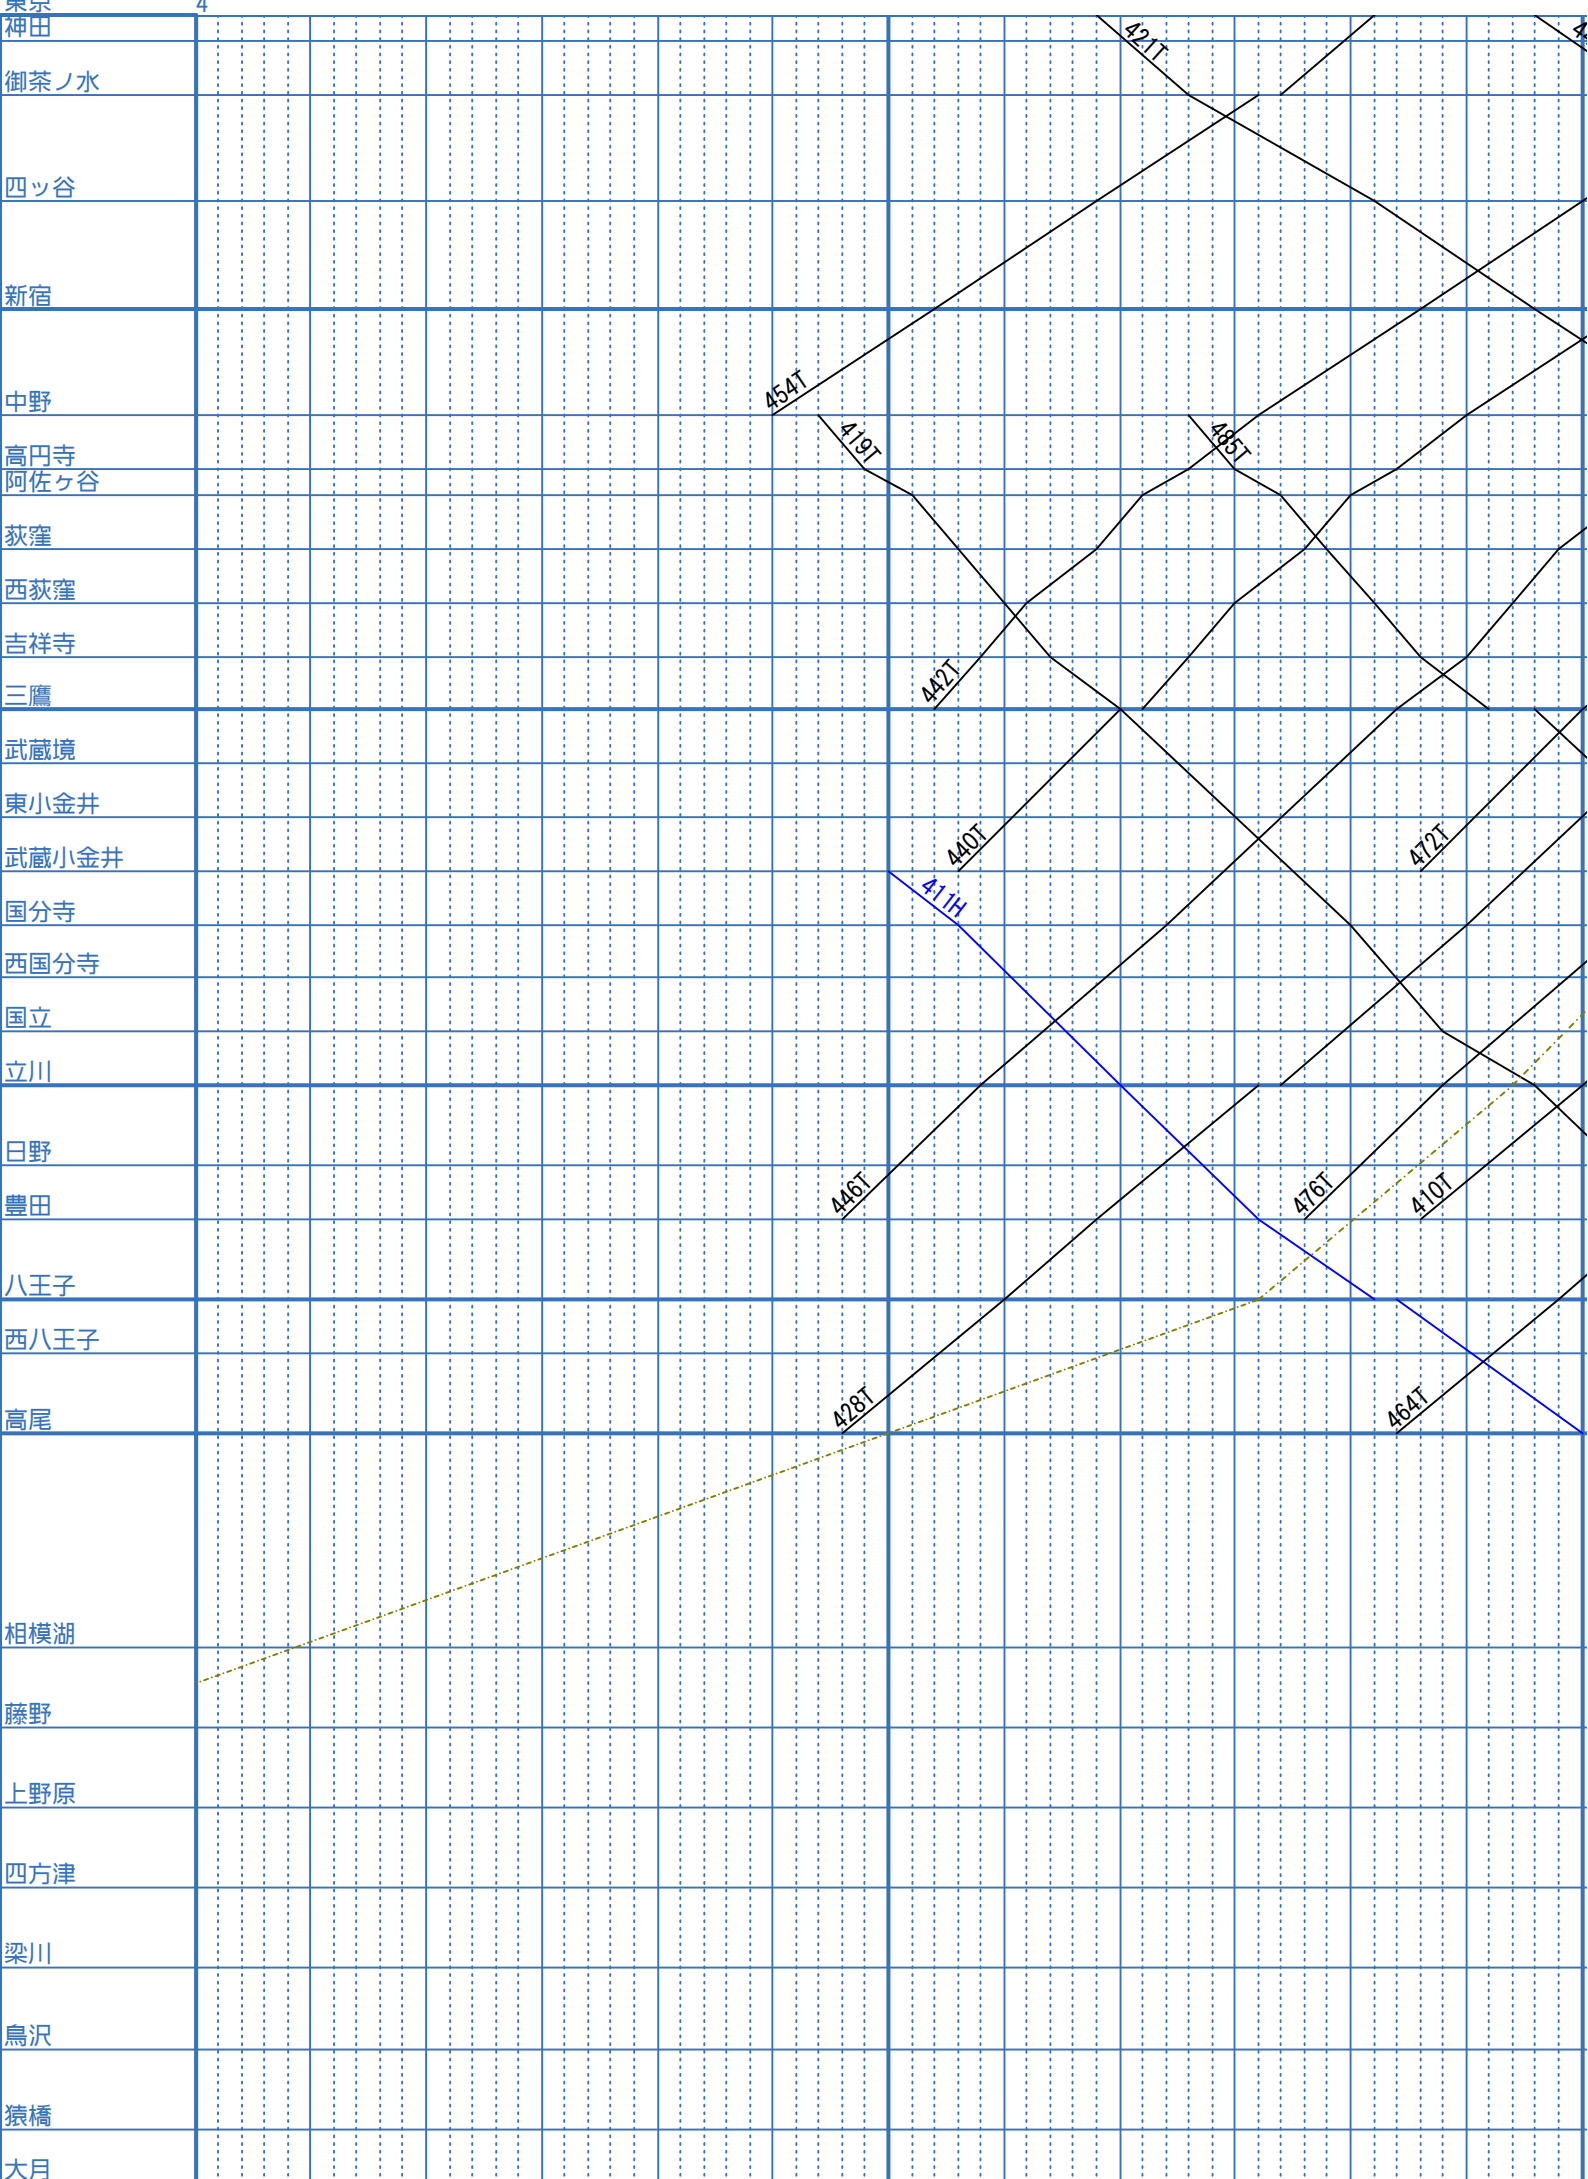 東京
4
神田
421T
御茶ノ水
四ッ谷
新宿
454T
中野
419T
485T
高円寺
阿佐ヶ谷
荻窪
西荻窪
吉祥寺
442T
三鷹
武蔵境
東小金井
440T
472T
武蔵小金井
411H
国分寺
西国分寺
国立
立川
日野
446T
476T
410T
豊田
八王子
西八王子
428T
464T
高尾
相模湖
藤野
上野原
四方津
梁川
鳥沢
猿橋
大月